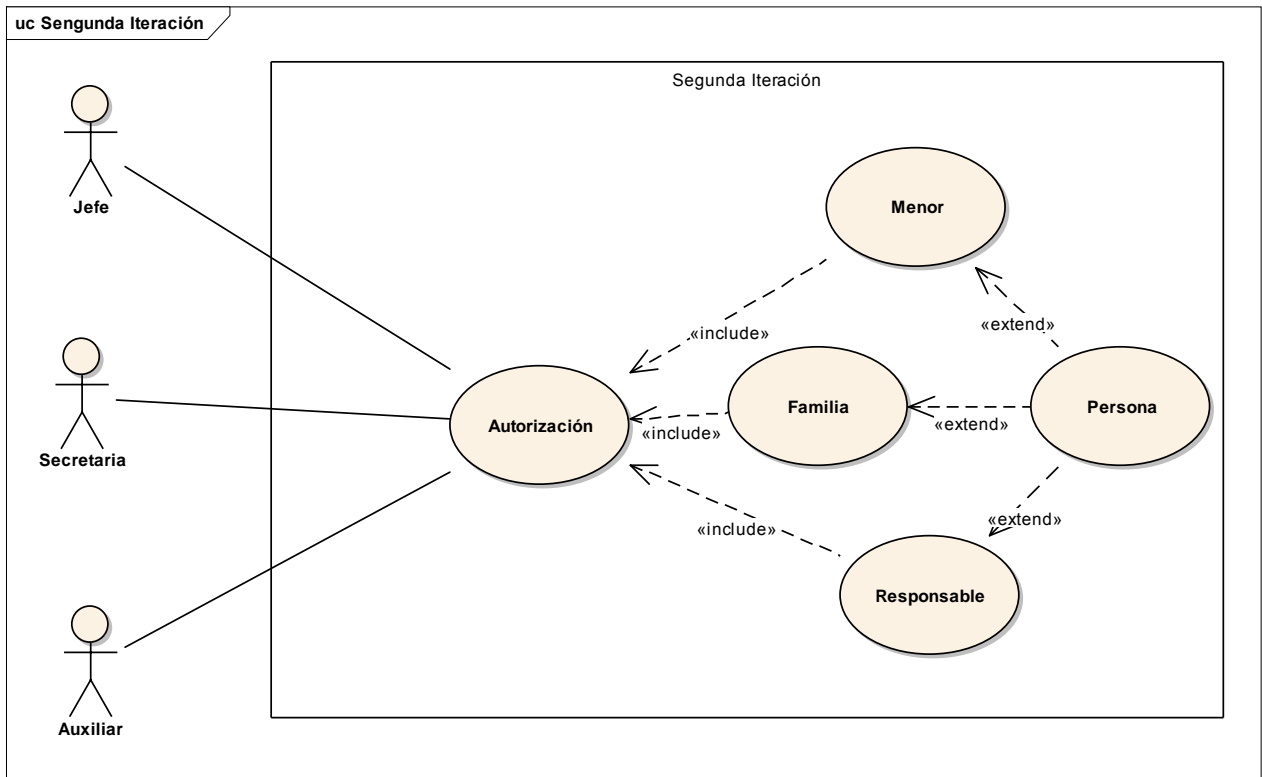 uc Sengunda Iteración
Segunda Iteración
Jefe
Menor
«include»
«extend»
Secretaria
Autorización
Familia
Persona
«include»
«extend»
«include»
«extend»
Responsable
Auxiliar